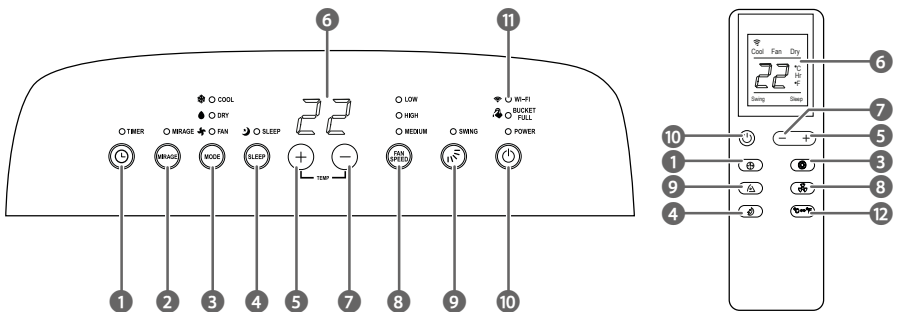 6
11
COOL
DRY
FAN
TIMER
MIRAGE
SLEEP
22
LOW
HIGH
MEDIUM
SWING
WI-FI
BUCKET
FULL
POWER
MIRAGE
MODE
SLEEP
+
−
TEMP
FAN
SPEED
1
2
3
4
5
7
8
9
10
Cool Fan Dry
22
°C
Hr
°F
Swing Sleep
− +
°C⇔°F
6
7
10
5
1
3
9
8
4
12